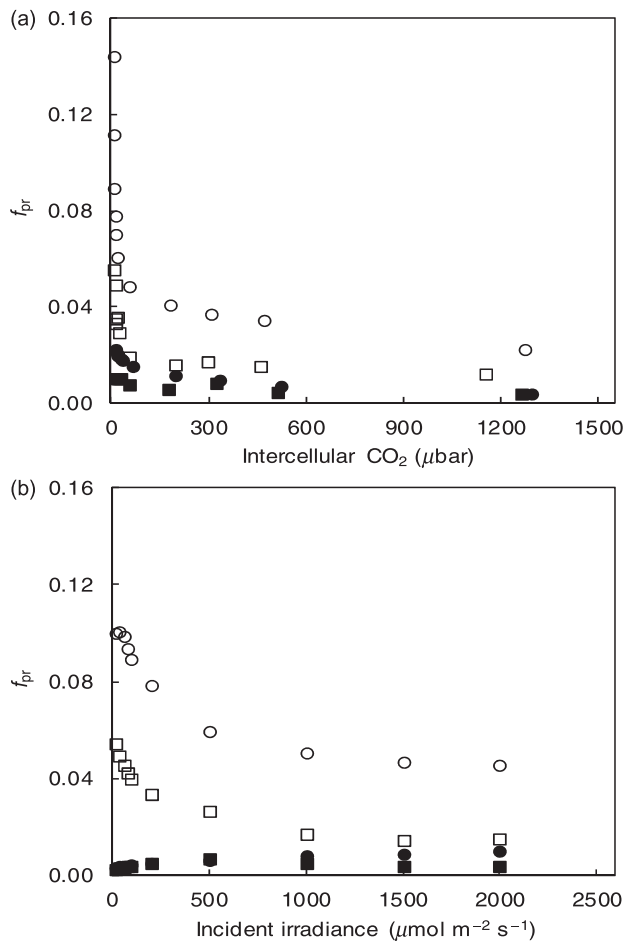 (a)
0.16
0.12
0.08
0.04
0.00
fpr
0 300 600 900 1200 1500
Intercellular CO₂ (μbar)
(b)
0.16
0.12
0.08
0.04
0.00
fpr
0 500 1000 1500 2000 2500
Incident irradiance (μmol m⁻² s⁻¹)